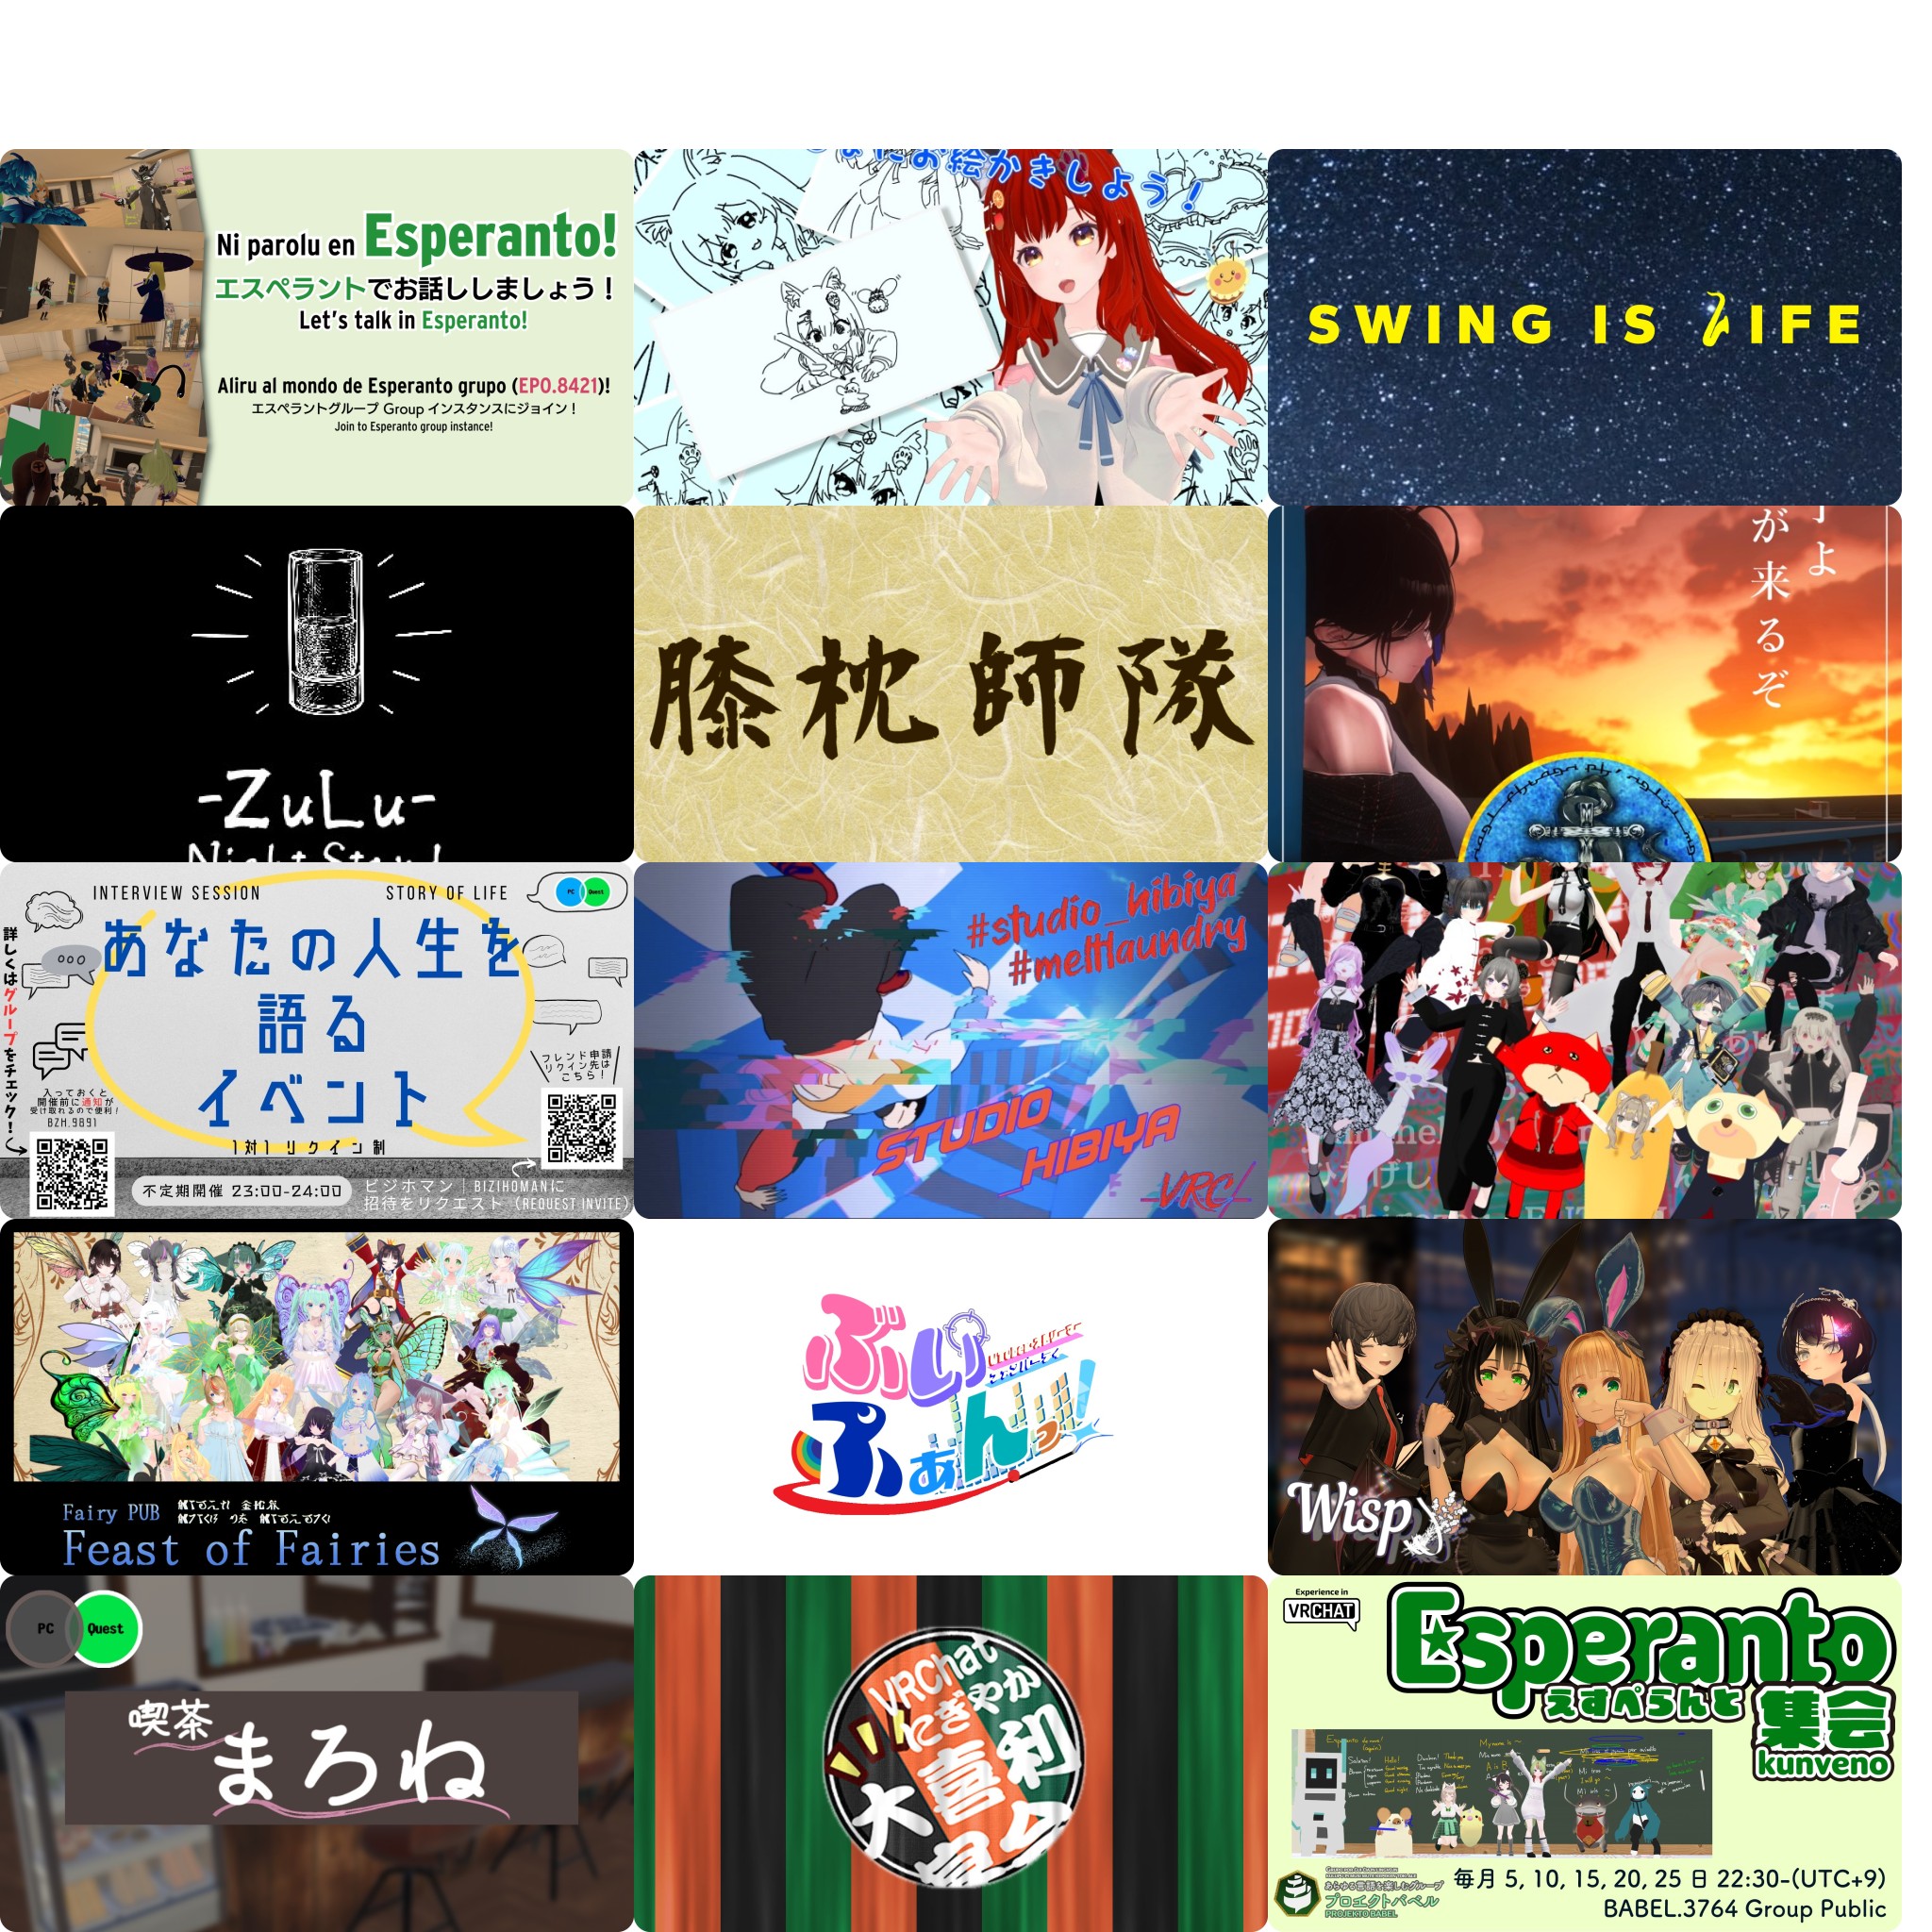 Ni parolu en Esperanto!
エスペラントでお話ししましょう！
Let's talk in Esperanto!
Aliru al mondo de Esperanto grupo (EPO.8421)!
エスペラントグループ Group インスタンスにジョイン！
Join to Esperanto group instance!
なお絵かきしよう！
SWING IS LIFE
-ZuLu-
膝枕師隊
よ
が来るぞ
INTERVIEW SESSION
STORY OF LIFE
PC Quest
あなたの人生を
語る
イベント
1対1 リクイン制
詳しくはグループをチェック！
入っておくと
開催前に通知が
受け取れるので便利！
BZH.9891
フレンド申請
リクイン先は
こちら！
不定期開催 23:00-24:00
ビジホマン｜BIZIHOMANに
招待をリクエスト（REQUEST INVITE）
#studio_hibiya
#meltlaundry
STUDIO
_HIBIYA
VRC
Fairy PUB
Feast of Fairies
ぶいふぁんっ！
Wisp
PC Quest
喫茶
まろね
VRChat
にぎやか
大喜利
Experience in
VRCHAT
Esperanto
えすぺらんと 集会
kunveno
あらゆる言語を楽しむグループ
プロエクトバベル
PROJEKTO BABEL
毎月 5, 10, 15, 20, 25 日 22:30-(UTC+9)
BABEL.3764 Group Public